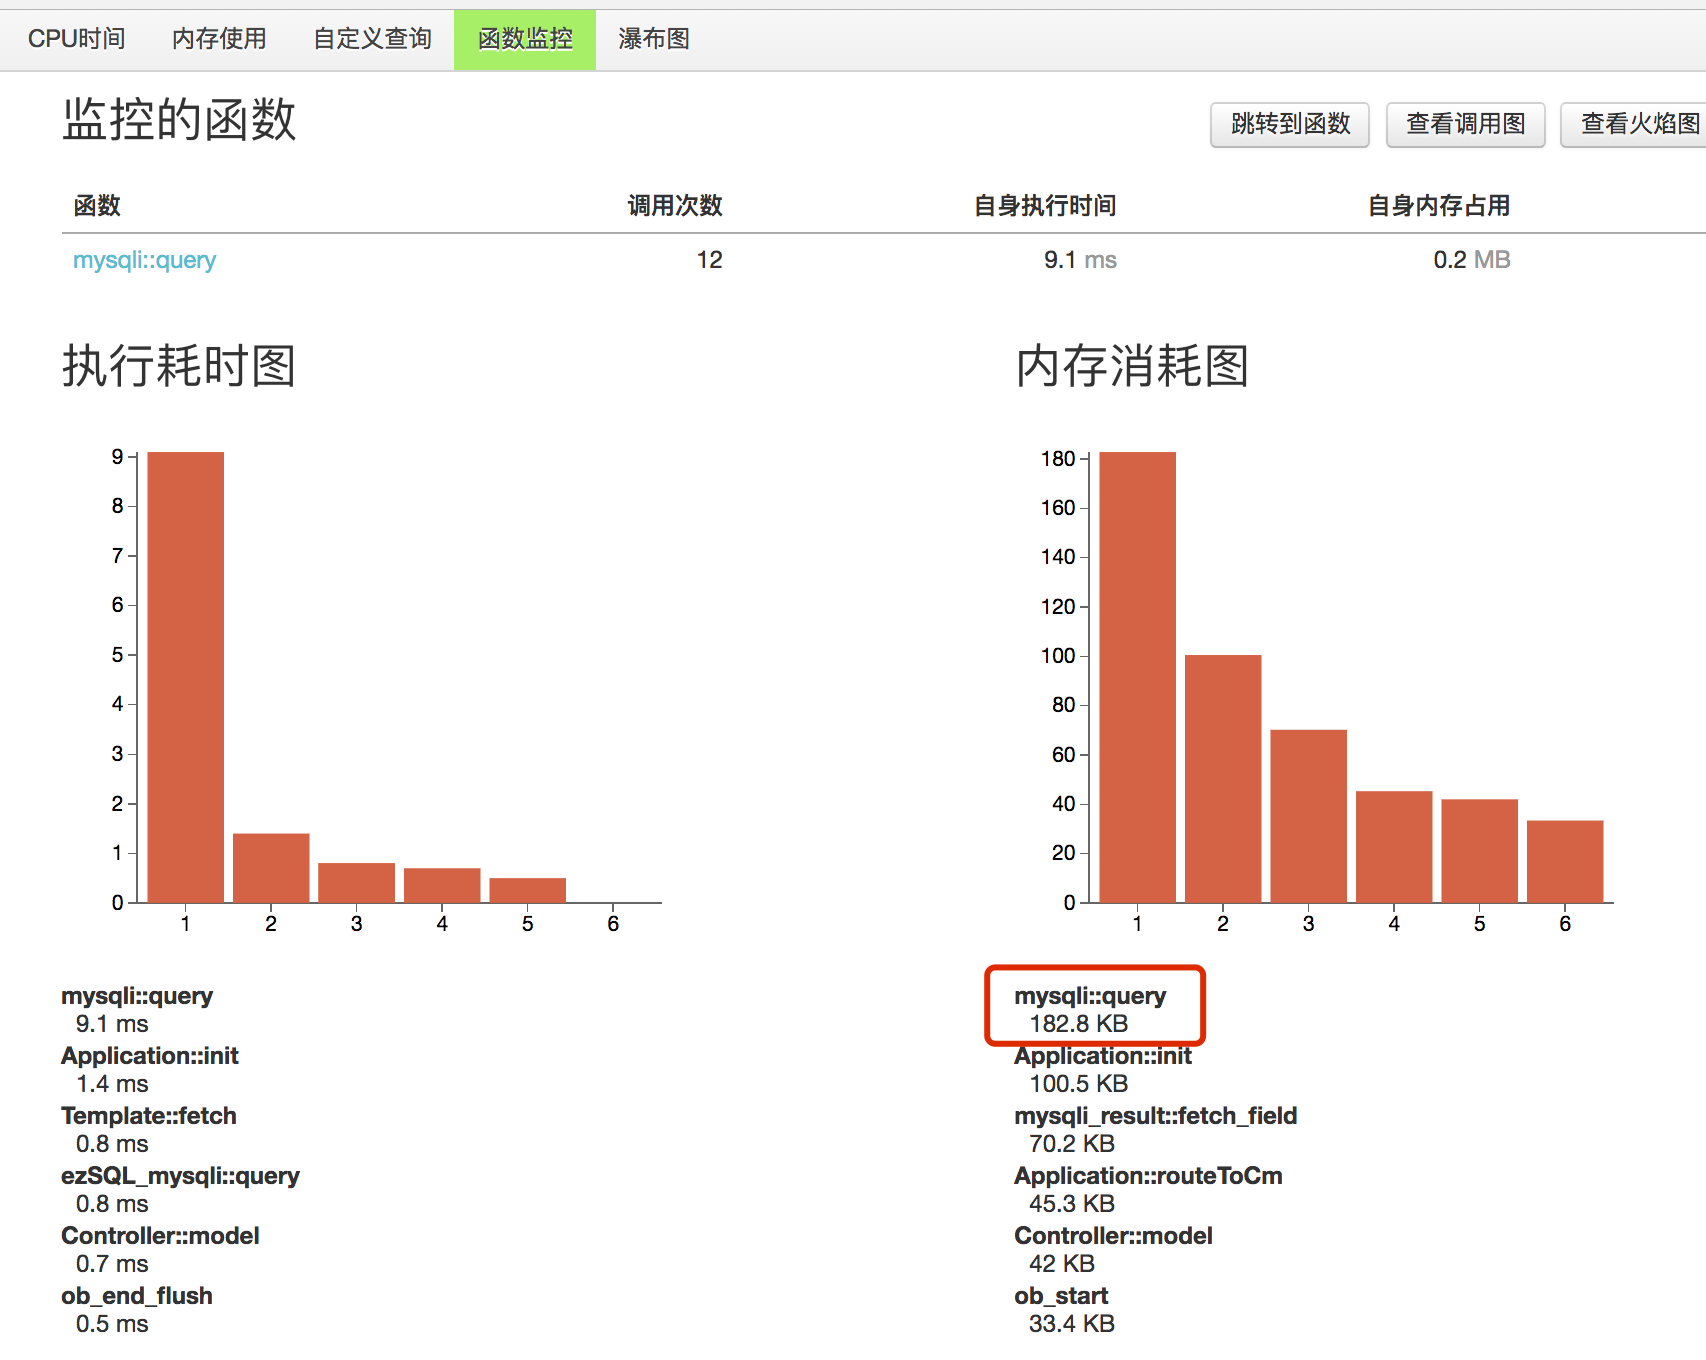 CPU时间 内存使用 自定义查询 函数监控 瀑布图
监控的函数
跳转到函数 查看调用图 查看火焰图
函数 调用次数 自身执行时间 自身内存占用
mysqli::query 12 9.1 ms 0.2 MB
执行耗时图
9
8
7
6
5
4
3
2
1
0
1 2 3 4 5 6
mysqli::query
9.1 ms
Application::init
1.4 ms
Template::fetch
0.8 ms
ezSQL_mysqli::query
0.8 ms
Controller::model
0.7 ms
ob_end_flush
0.5 ms
内存消耗图
180
160
140
120
100
80
60
40
20
0
1 2 3 4 5 6
mysqli::query
182.8 KB
Application::init
100.5 KB
mysqli_result::fetch_field
70.2 KB
Application::routeToCm
45.3 KB
Controller::model
42 KB
ob_start
33.4 KB